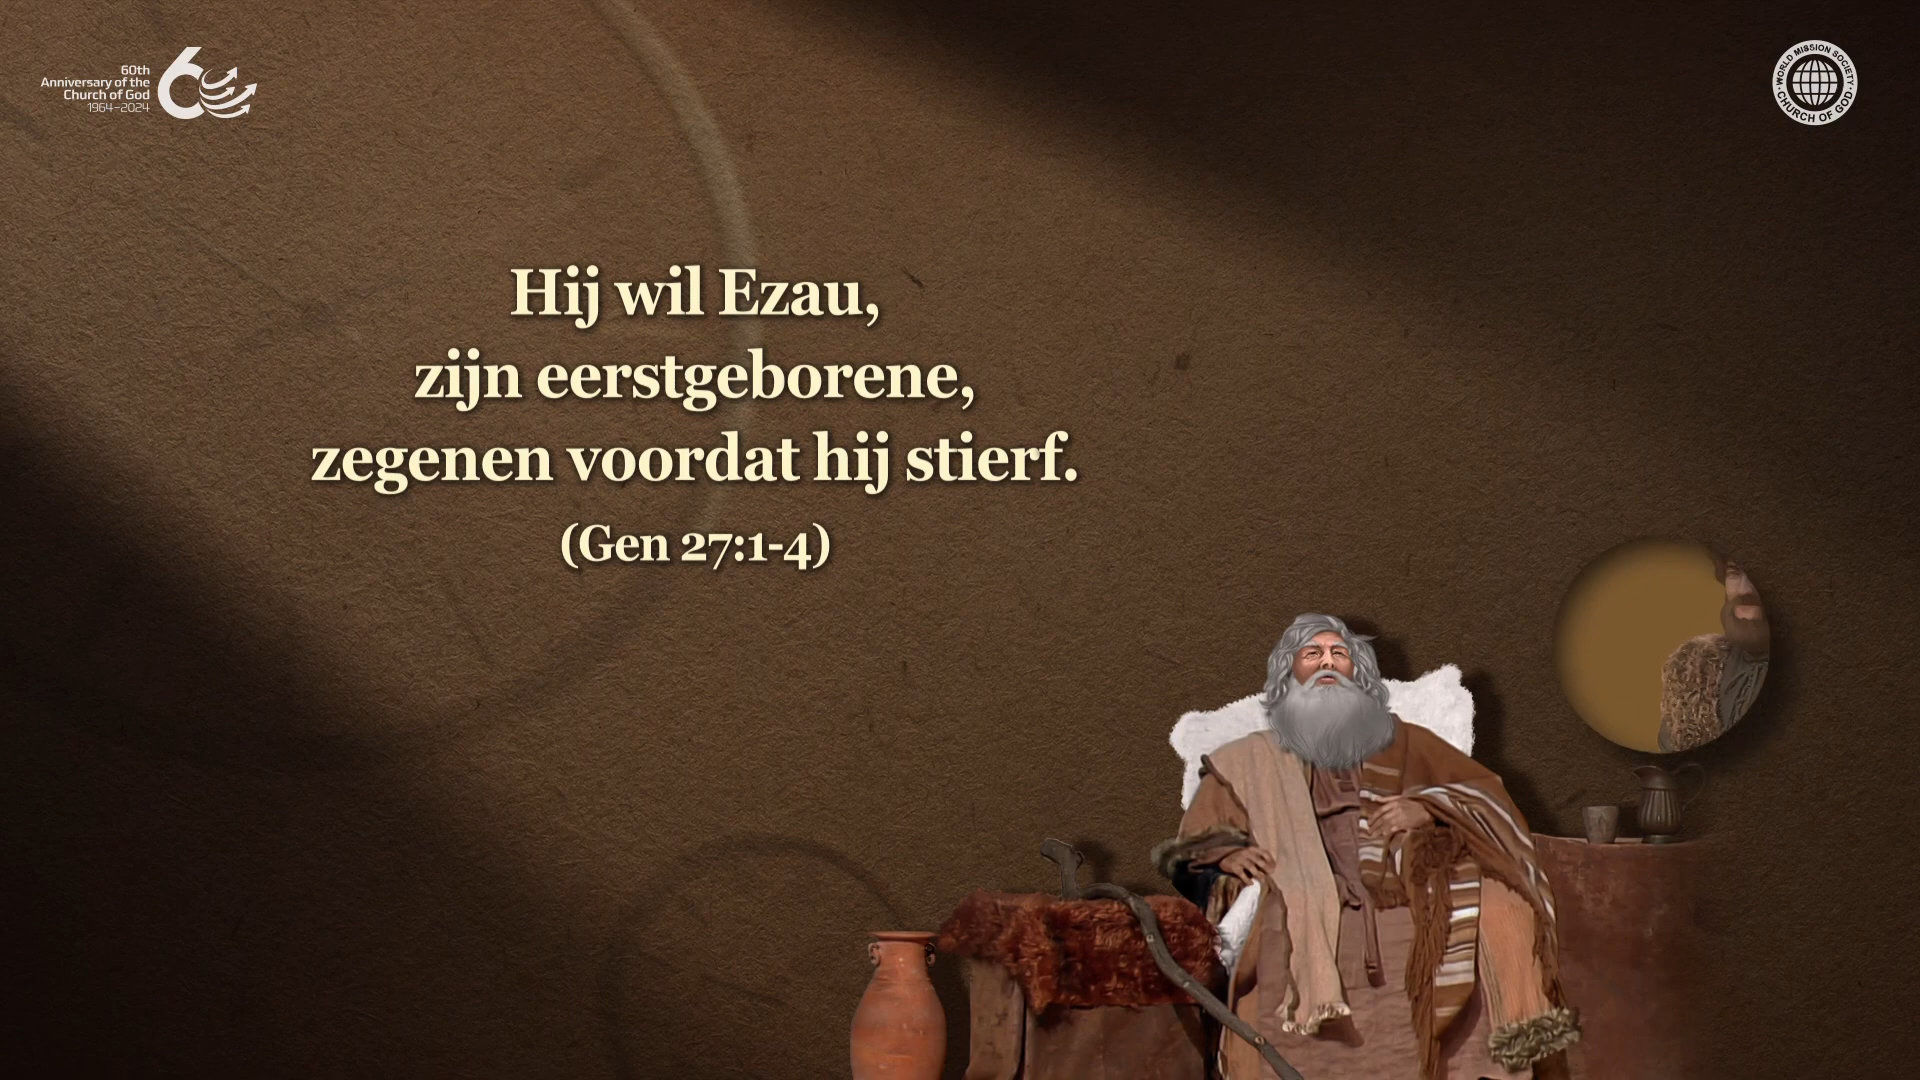 60th
Anniversary of the
Church of God
1964–2024
WORLD MISSION SOCIETY
CHURCH OF GOD
Hij wil Ezau,
zijn eerstgeborene,
zegenen voordat hij stierf.
(Gen 27:1-4)